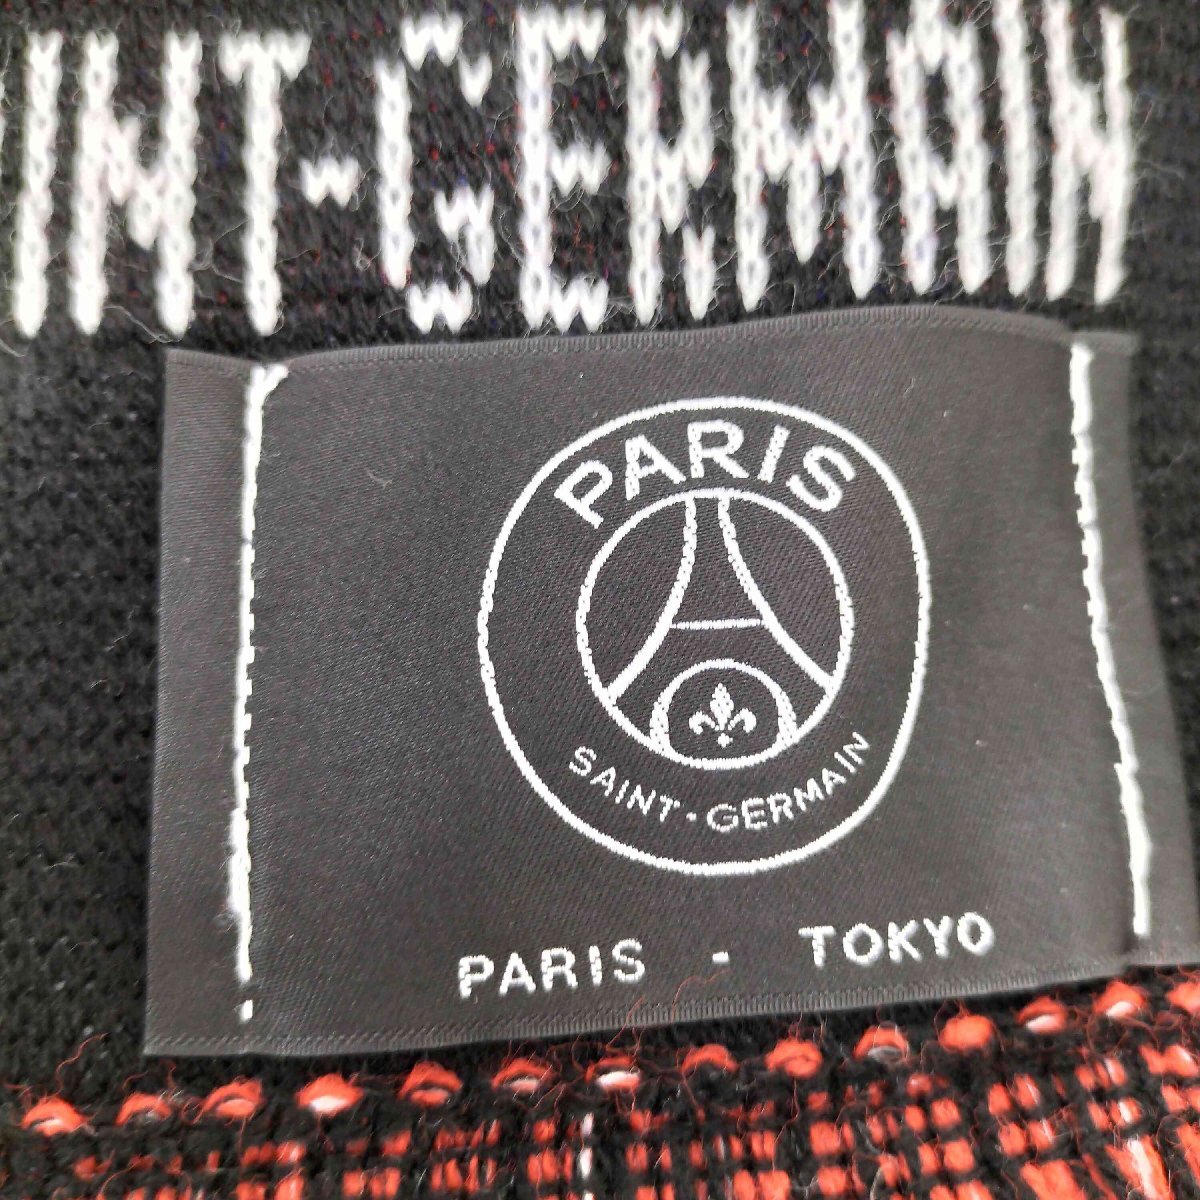 INT-GERMAIN
PARIS
SAINT-GERMAIN
PARIS - TOKYO